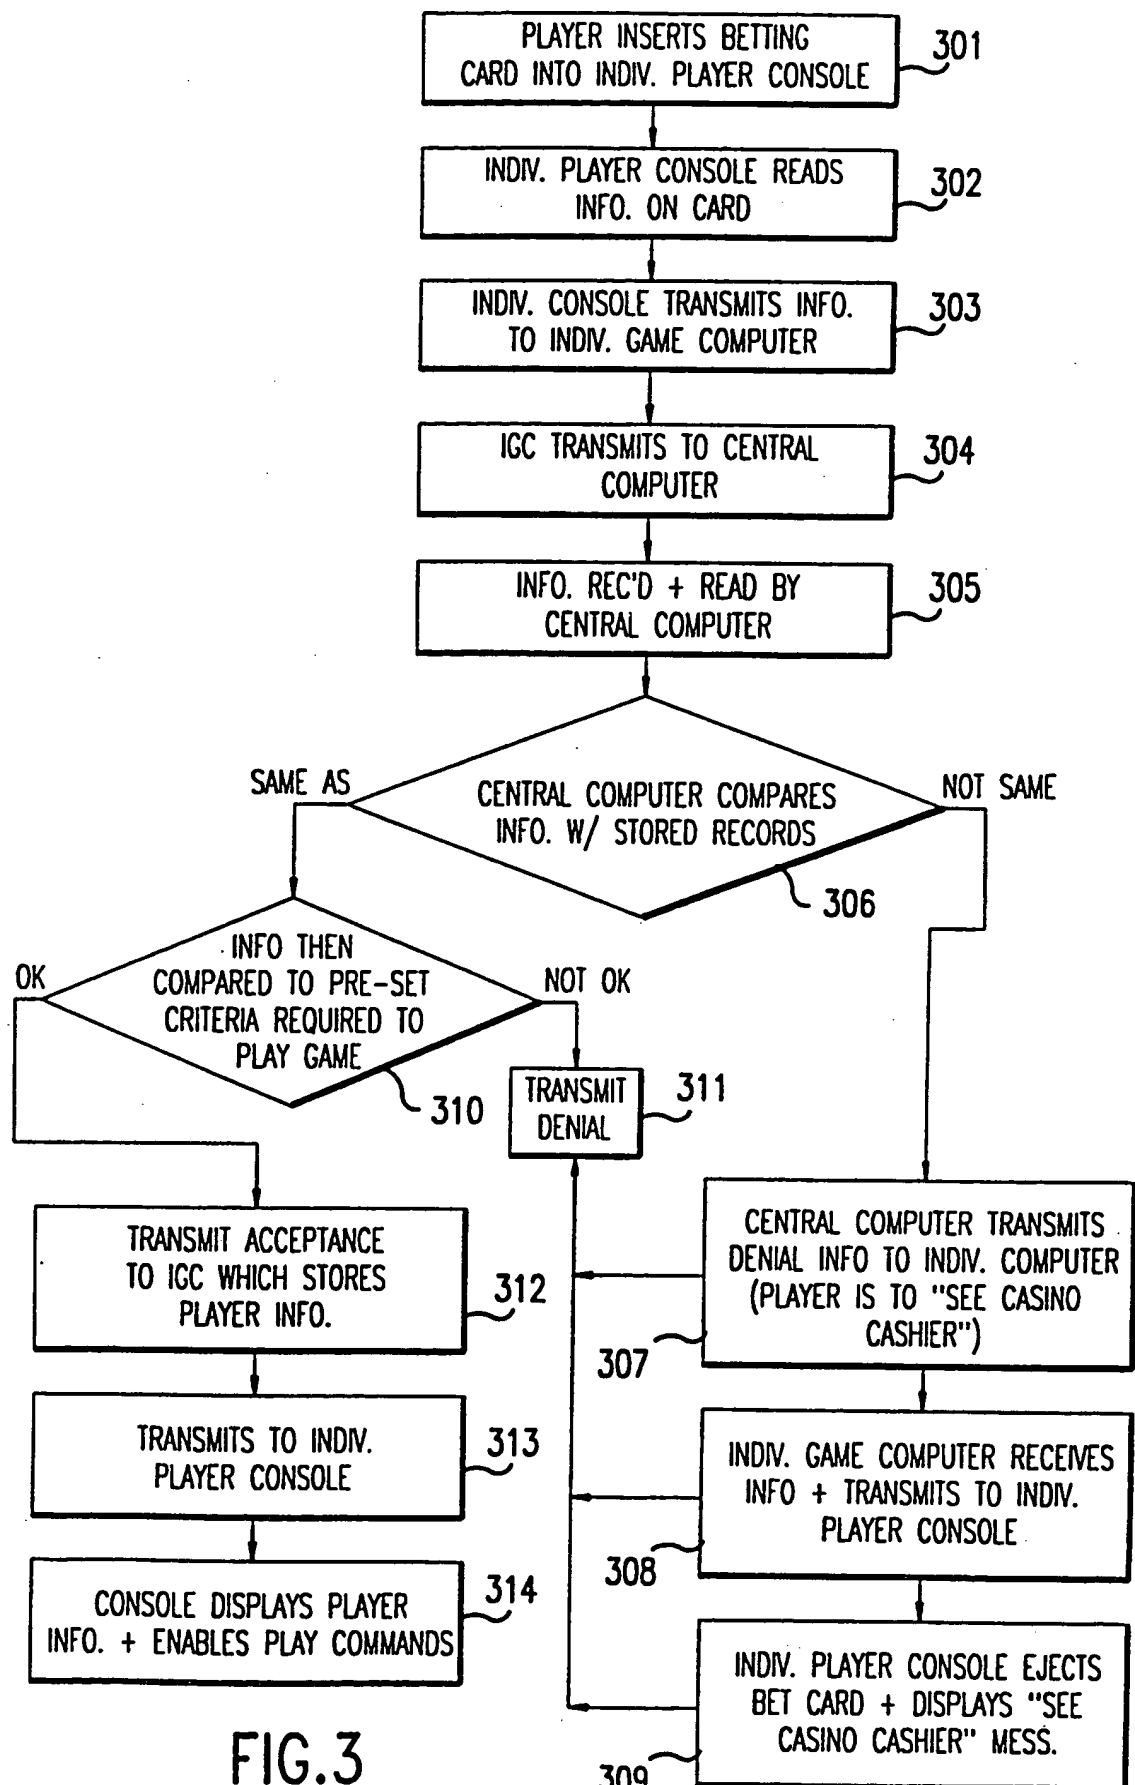 PLAYER INSERTS BETTING
CARD INTO INDIV. PLAYER CONSOLE
301
INDIV. PLAYER CONSOLE READS
INFO. ON CARD
302
INDIV. CONSOLE TRANSMITS INFO.
TO INDIV. GAME COMPUTER
303
IGC TRANSMITS TO CENTRAL
COMPUTER
304
INFO. REC'D + READ BY
CENTRAL COMPUTER
305
SAME AS
CENTRAL COMPUTER COMPARES
INFO. W/ STORED RECORDS
NOT SAME
306
OK
INFO THEN
COMPARED TO PRE-SET
CRITERIA REQUIRED TO
PLAY GAME
NOT OK
310
TRANSMIT
DENIAL
311
TRANSMIT ACCEPTANCE
TO IGC WHICH STORES
PLAYER INFO.
312
CENTRAL COMPUTER TRANSMITS
DENIAL INFO TO INDIV. COMPUTER
(PLAYER IS TO "SEE CASINO
CASHIER")
307
TRANSMITS TO INDIV.
PLAYER CONSOLE
313
INDIV. GAME COMPUTER RECEIVES
INFO + TRANSMITS TO INDIV.
PLAYER CONSOLE
308
CONSOLE DISPLAYS PLAYER
INFO. + ENABLES PLAY COMMANDS
314
INDIV. PLAYER CONSOLE EJECTS
BET CARD + DISPLAYS "SEE
CASINO CASHIER" MESS.
309
FIG.3